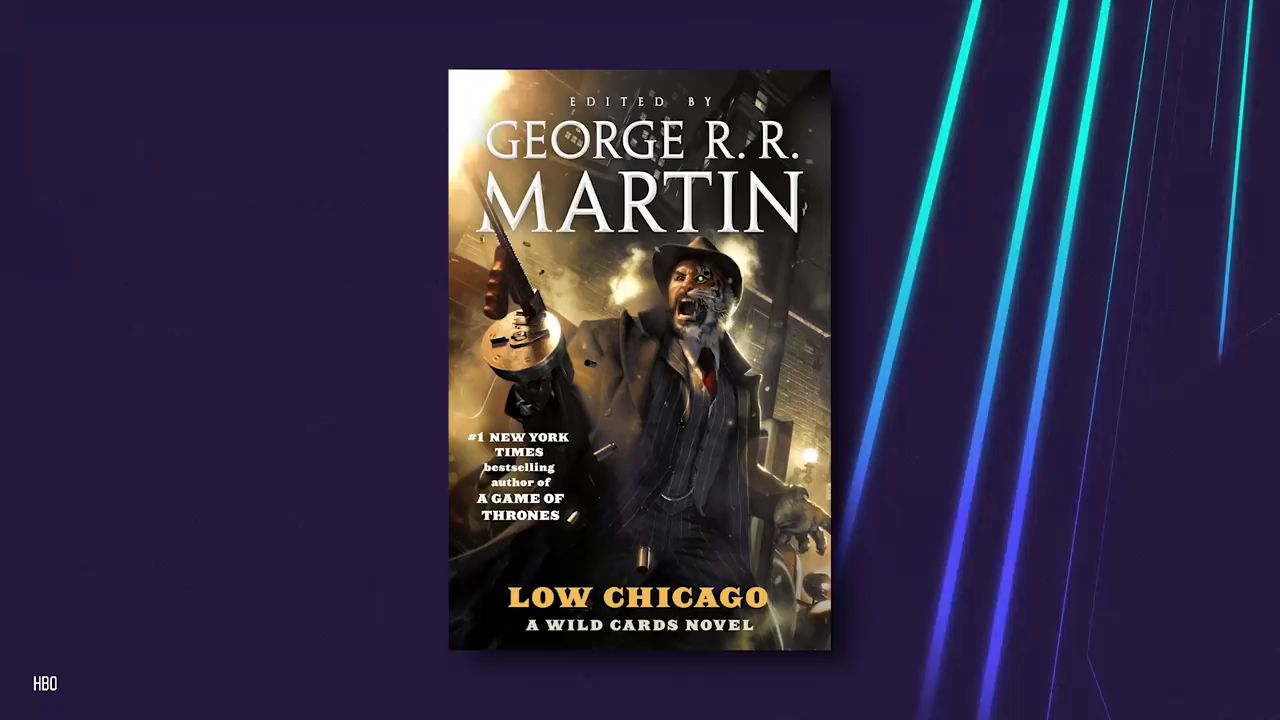 EDITED BY
GEORGE R. R.
MARTIN
#1 NEW YORK
TIMES
bestselling
author of
A GAME OF
THRONES
LOW CHICAGO
A WILD CARDS NOVEL
HBO